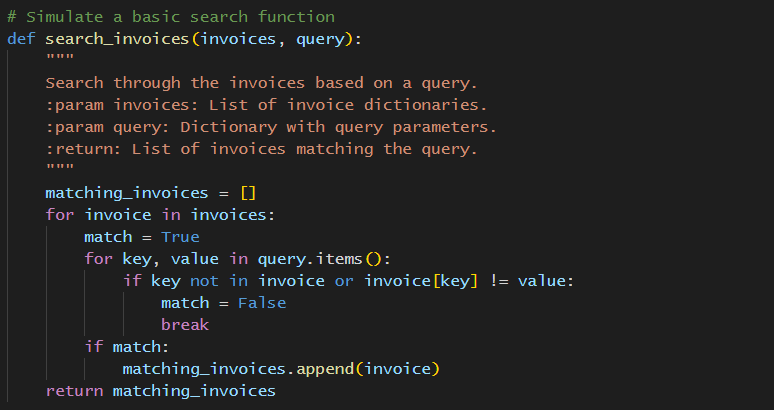 # Simulate a basic search function
def search_invoices(invoices, query):
    """
    Search through the invoices based on a query.
    :param invoices: List of invoice dictionaries.
    :param query: Dictionary with query parameters.
    :return: List of invoices matching the query.
    """
    matching_invoices = []
    for invoice in invoices:
        match = True
        for key, value in query.items():
            if key not in invoice or invoice[key] != value:
                match = False
                break
        if match:
            matching_invoices.append(invoice)
    return matching_invoices